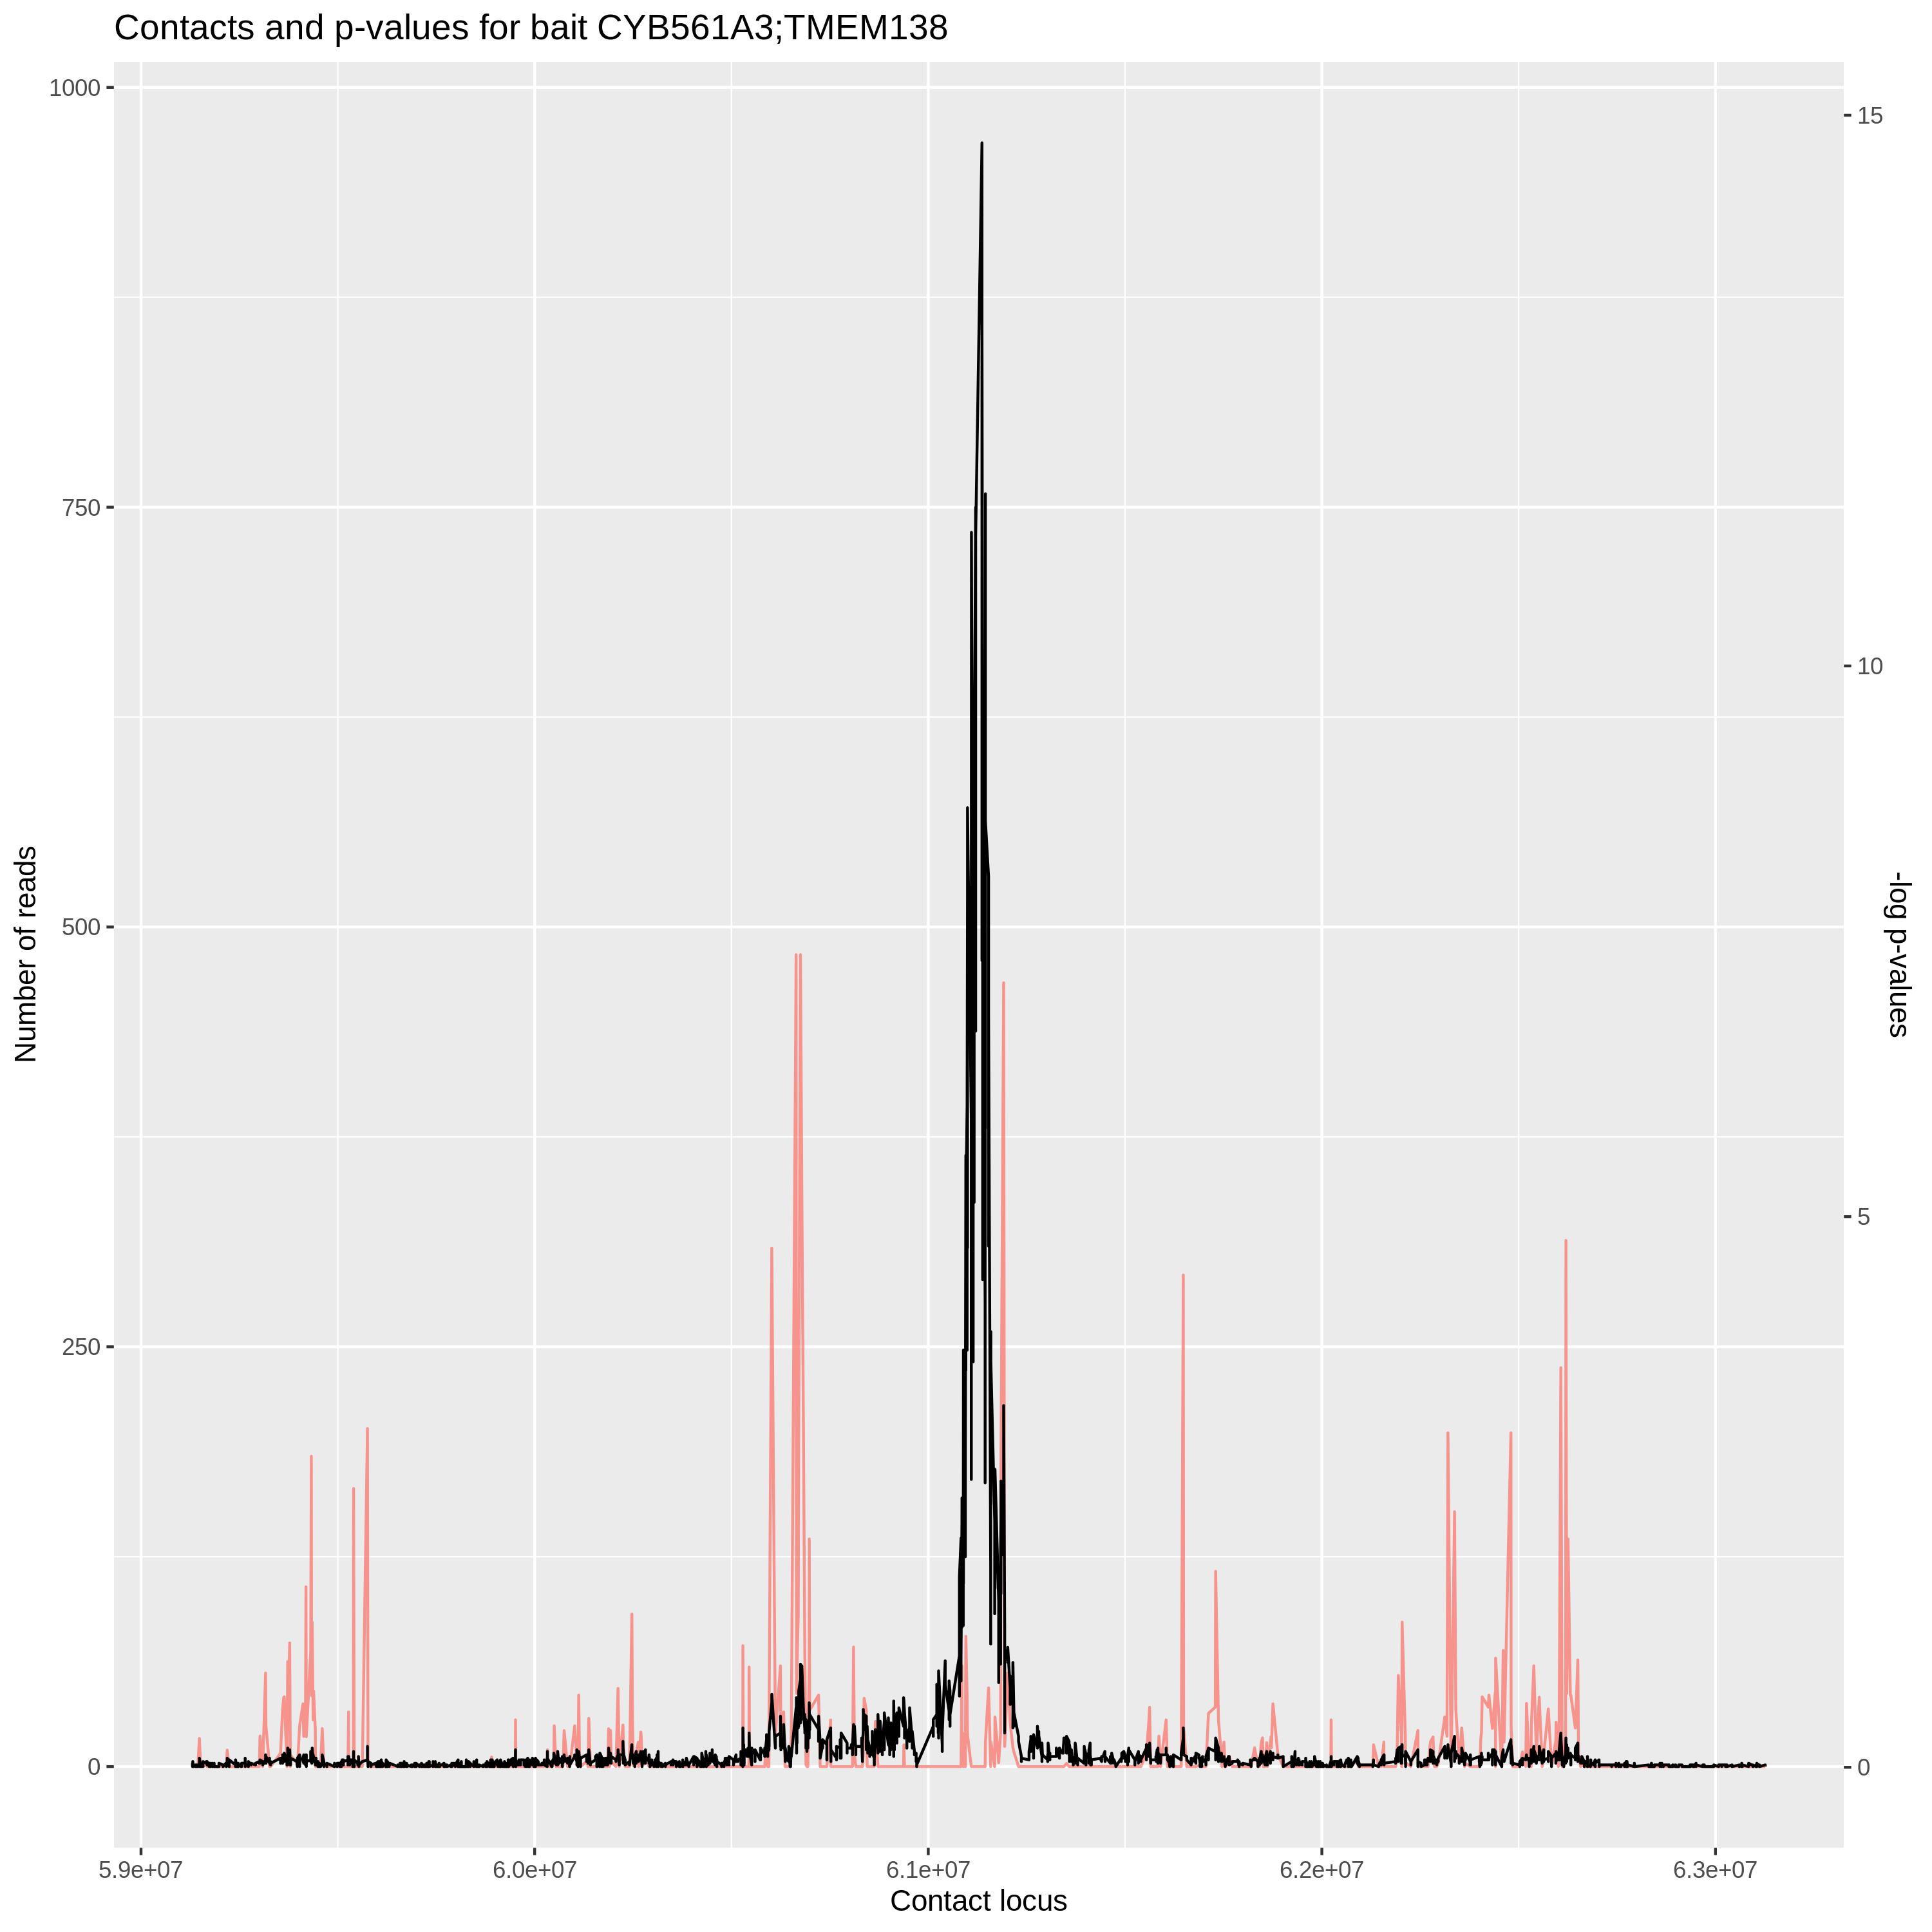 Contacts and p-values for bait CYB561A3;TMEM138
1000
750
500
250
0
Number of reads
15
10
5
0
-log p-values
5.9e+07 6.0e+07 6.1e+07 6.2e+07 6.3e+07
Contact locus